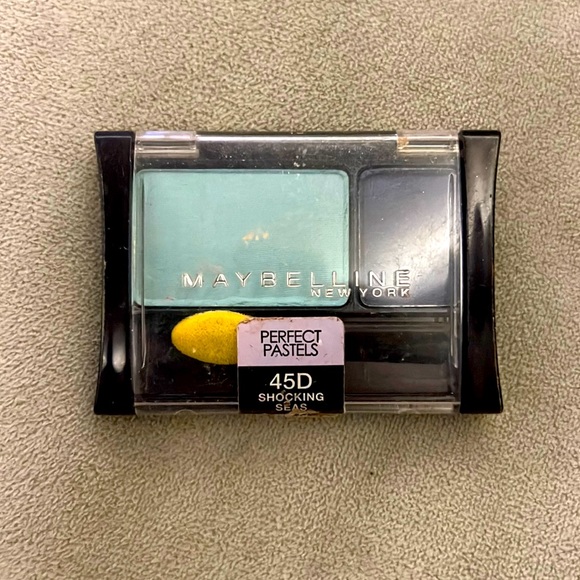 MAYBELLINE
NEW YORK
PERFECT
PASTELS
45D
SHOCKING
SEAS